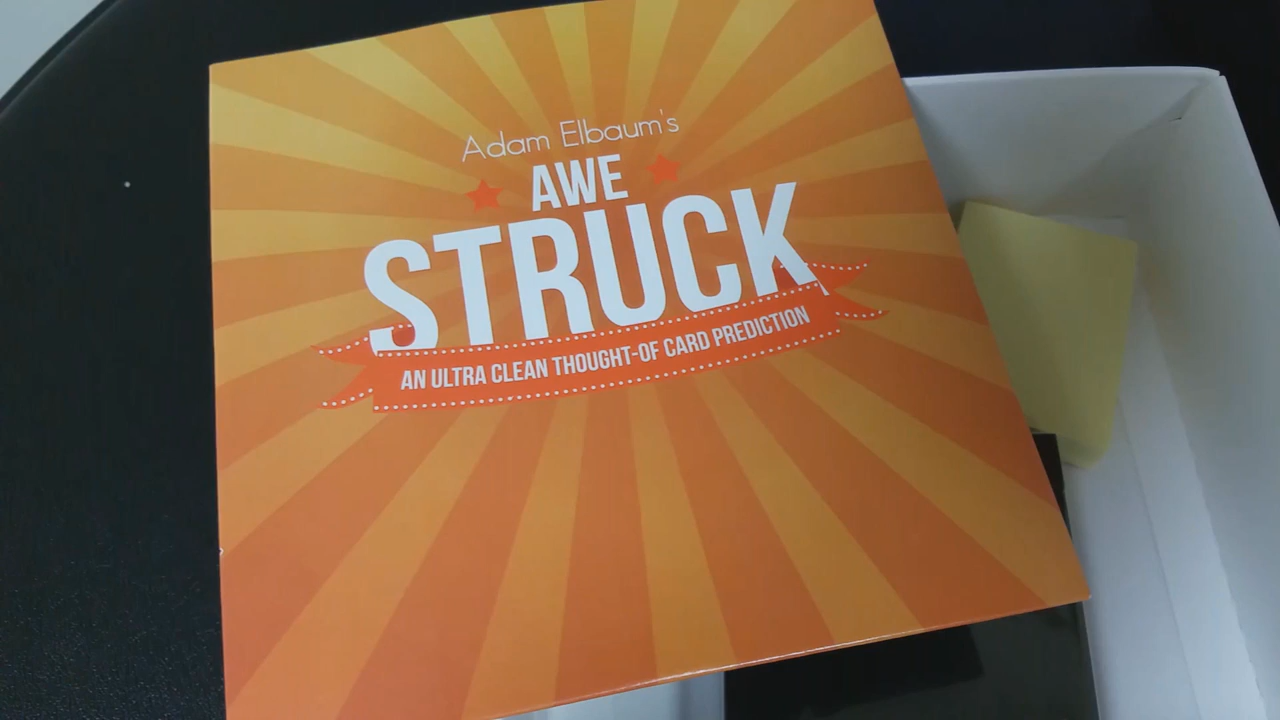 Adam Elbaum's
AWE
STRUCK
AN ULTRA CLEAN THOUGHT-OF CARD PREDICTION